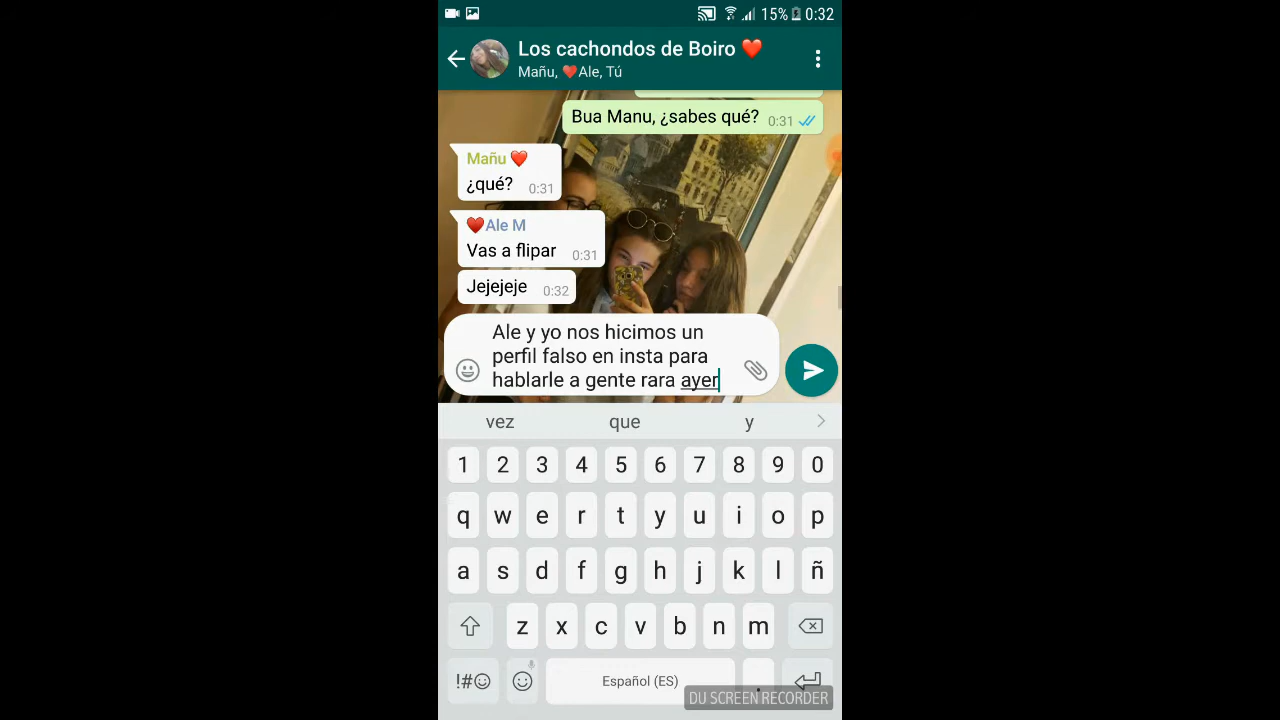 15% 0:32
Los cachondos de Boiro ❤️
Mañu, ❤️Ale, Tú
Bua Manu, ¿sabes qué? 0:31
Mañu ❤️
¿qué? 0:31
❤️Ale M
Vas a flipar 0:31
Jejejeje 0:32
Ale y yo nos hicimos un
perfil falso en insta para
hablarle a gente rara ayer
vez que y
1 2 3 4 5 6 7 8 9 0
q w e r t y u i o p
a s d f g h j k l ñ
z x c v b n m
!#☺ Español (ES) .
DU SCREEN RECORDER